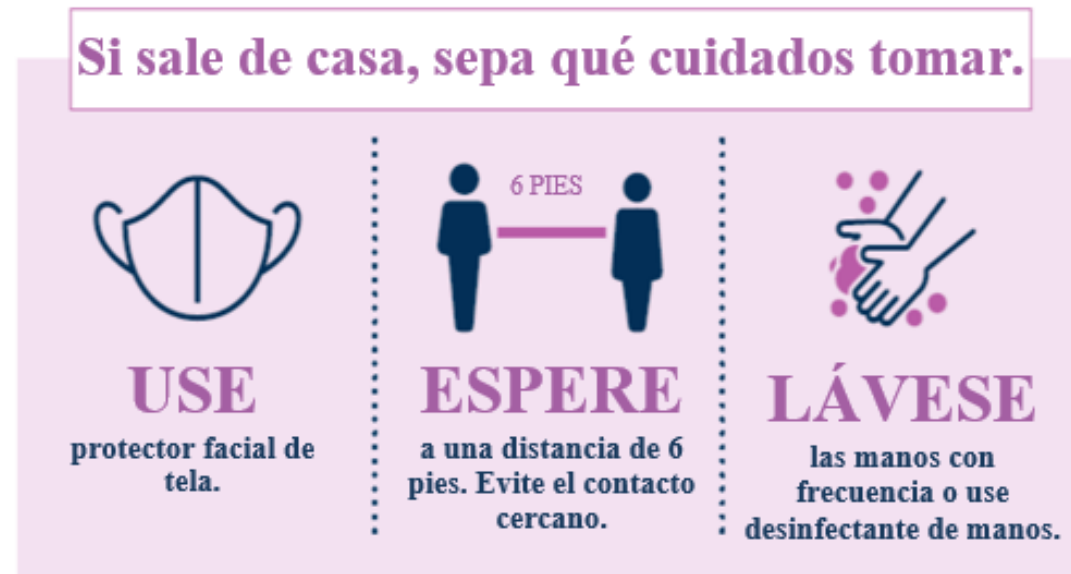 Si sale de casa, sepa qué cuidados tomar.
6 PIES
USE
protector facial de
tela.
ESPERE
a una distancia de 6
pies. Evite el contacto
cercano.
LÁVESE
las manos con
frecuencia o use
desinfectante de manos.